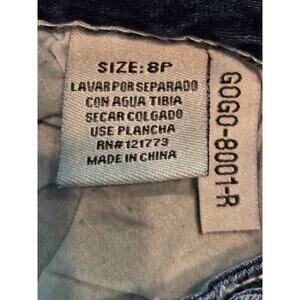 SIZE: 8P
LAVAR POR SEPARADO
CON AGUA TIBIA
SECAR COLGADO
USE PLANCHA
RN#121773
MADE IN CHINA
GOGO-8001-R